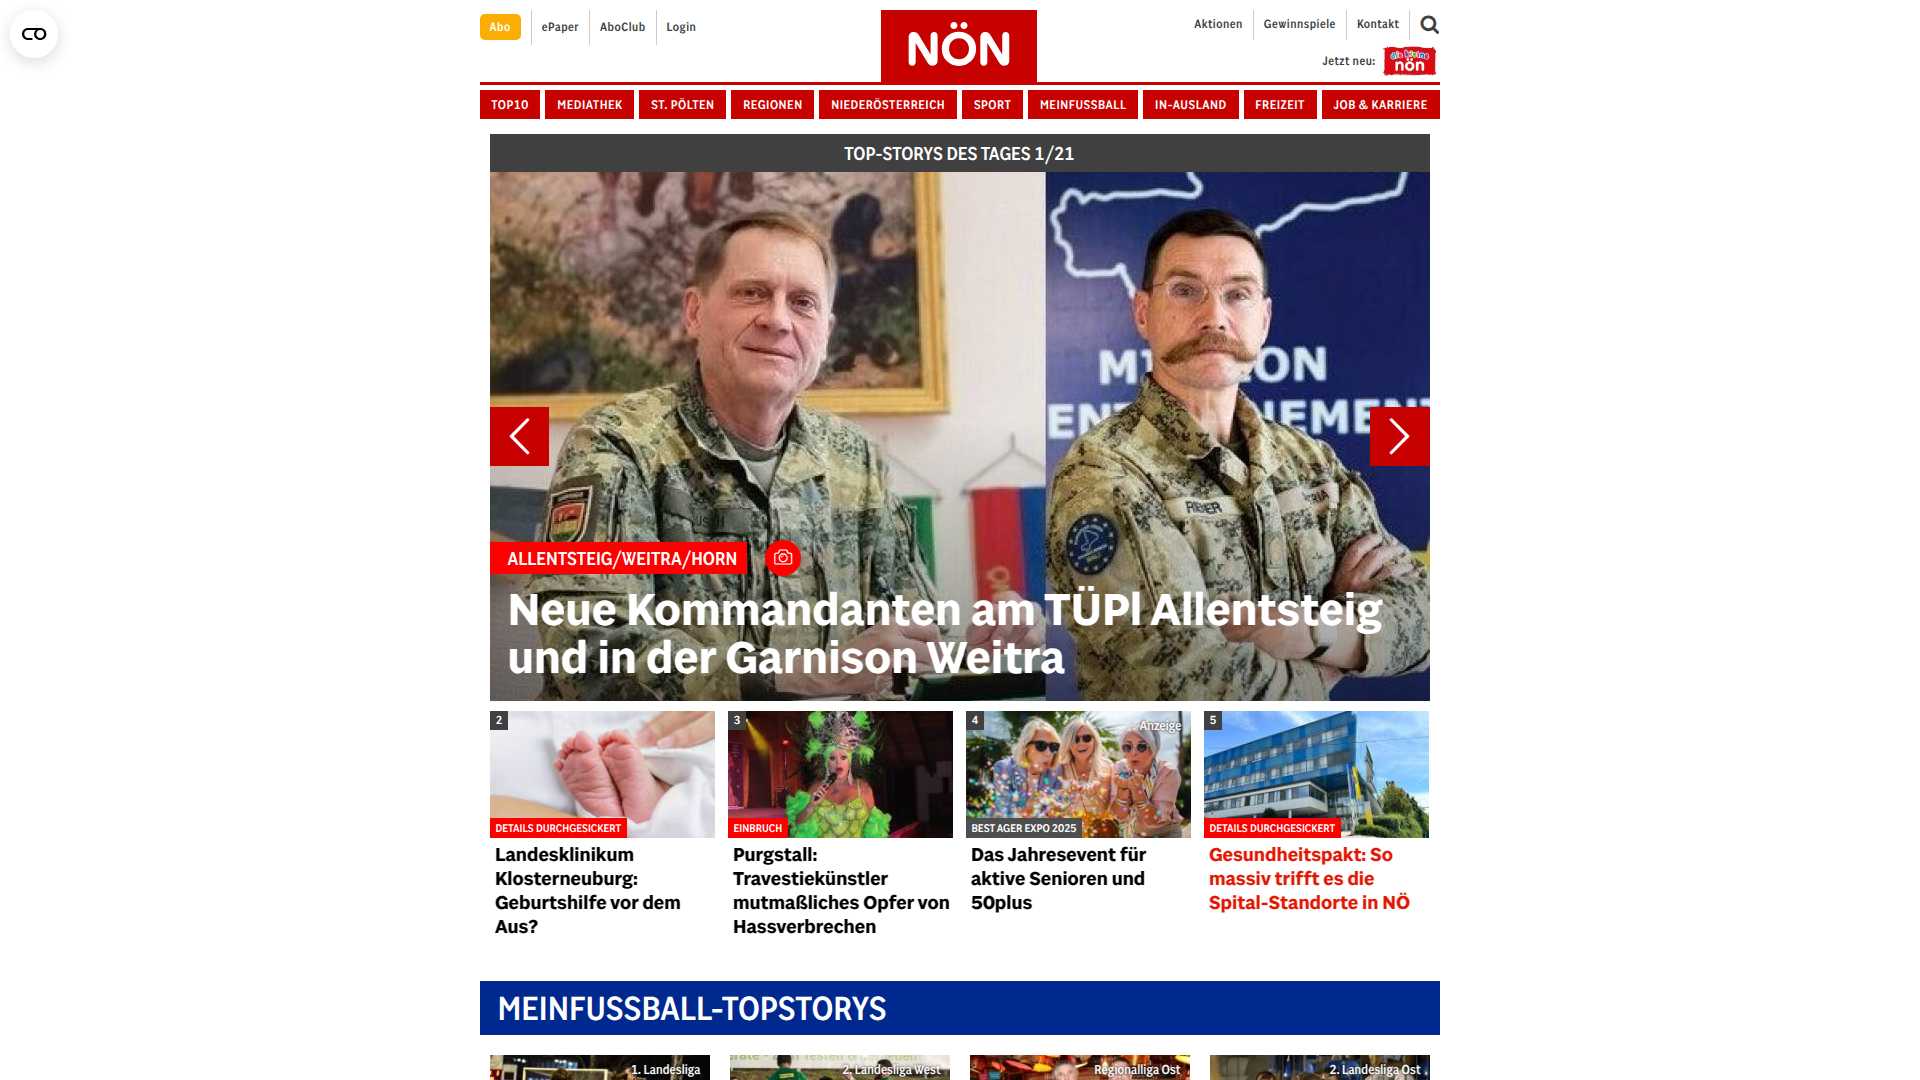 Abo
ePaper
AboClub
Login
NÖN
Aktionen
Gewinnspiele
Kontakt
Jetzt neu:
die kleine
nön
TOP10
MEDIATHEK
ST. PÖLTEN
REGIONEN
NIEDERÖSTERREICH
SPORT
MEINFUSSBALL
IN-AUSLAND
FREIZEIT
JOB & KARRIERE
TOP-STORYS DES TAGES 1/21
ALLENTSTEIG/WEITRA/HORN
Neue Kommandanten am TÜPl Allentsteig
und in der Garnison Weitra
2
DETAILS DURCHGESICKERT
Landesklinikum
Klosterneuburg:
Geburtshilfe vor dem
Aus?
3
EINBRUCH
Purgstall:
Travestiekünstler
mutmaßliches Opfer von
Hassverbrechen
4
Anzeige
BEST AGER EXPO 2025
Das Jahresevent für
aktive Senioren und
50plus
5
DETAILS DURCHGESICKERT
Gesundheitspakt: So
massiv trifft es die
Spital-Standorte in NÖ
MEINFUSSBALL-TOPSTORYS
1. Landesliga
2. Landesliga West
Regionalliga Ost
2. Landesliga Ost